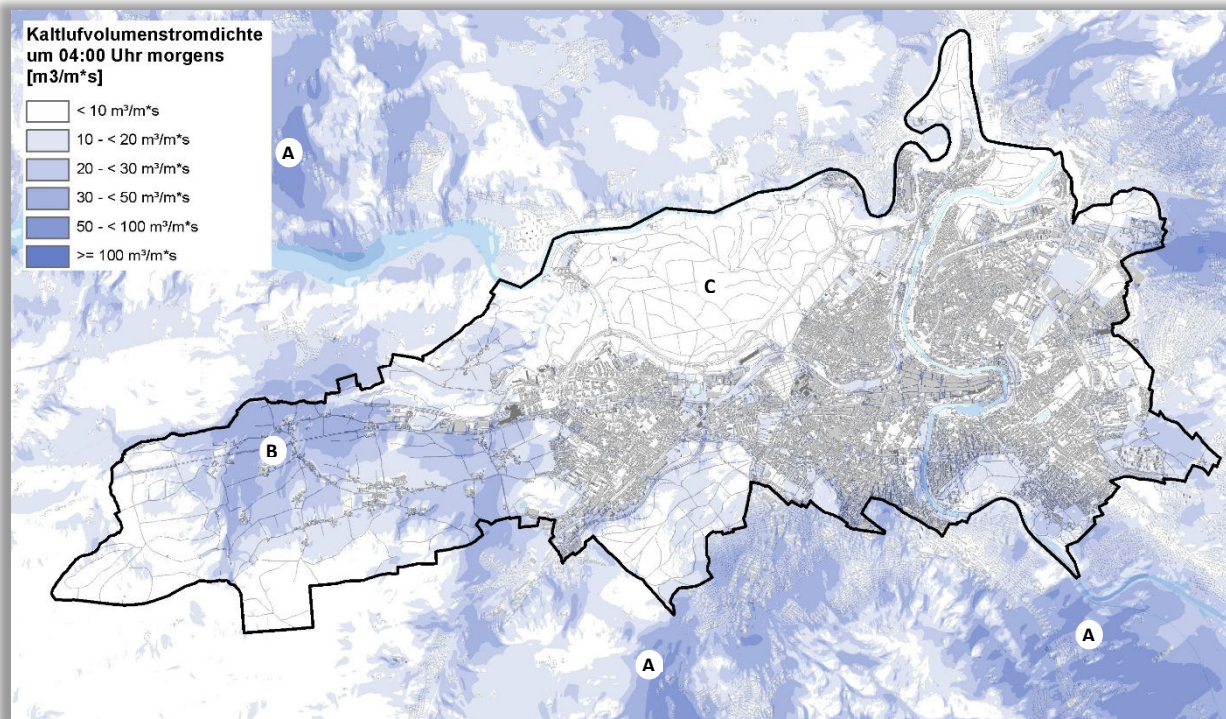 Kaltlufvolumenstromdichte
um 04:00 Uhr morgens
[m3/m*s]
< 10 m³/m*s
10 - < 20 m³/m*s
20 - < 30 m³/m*s
30 - < 50 m³/m*s
50 - < 100 m³/m*s
>= 100 m³/m*s
A
C
B
A
A